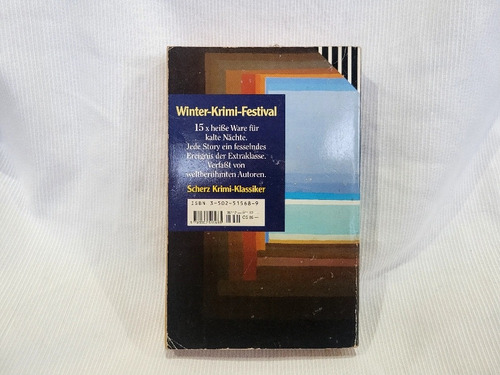 Winter-Krimi-Festival
15 x heiße Ware für
kalte Nächte.
Jede Story ein fesselndes
Ereignis der Extraklasse.
Verfaßt von
weltberühmten Autoren.
Scherz Krimi-Klassiker
ISBN 3-502-51568-9